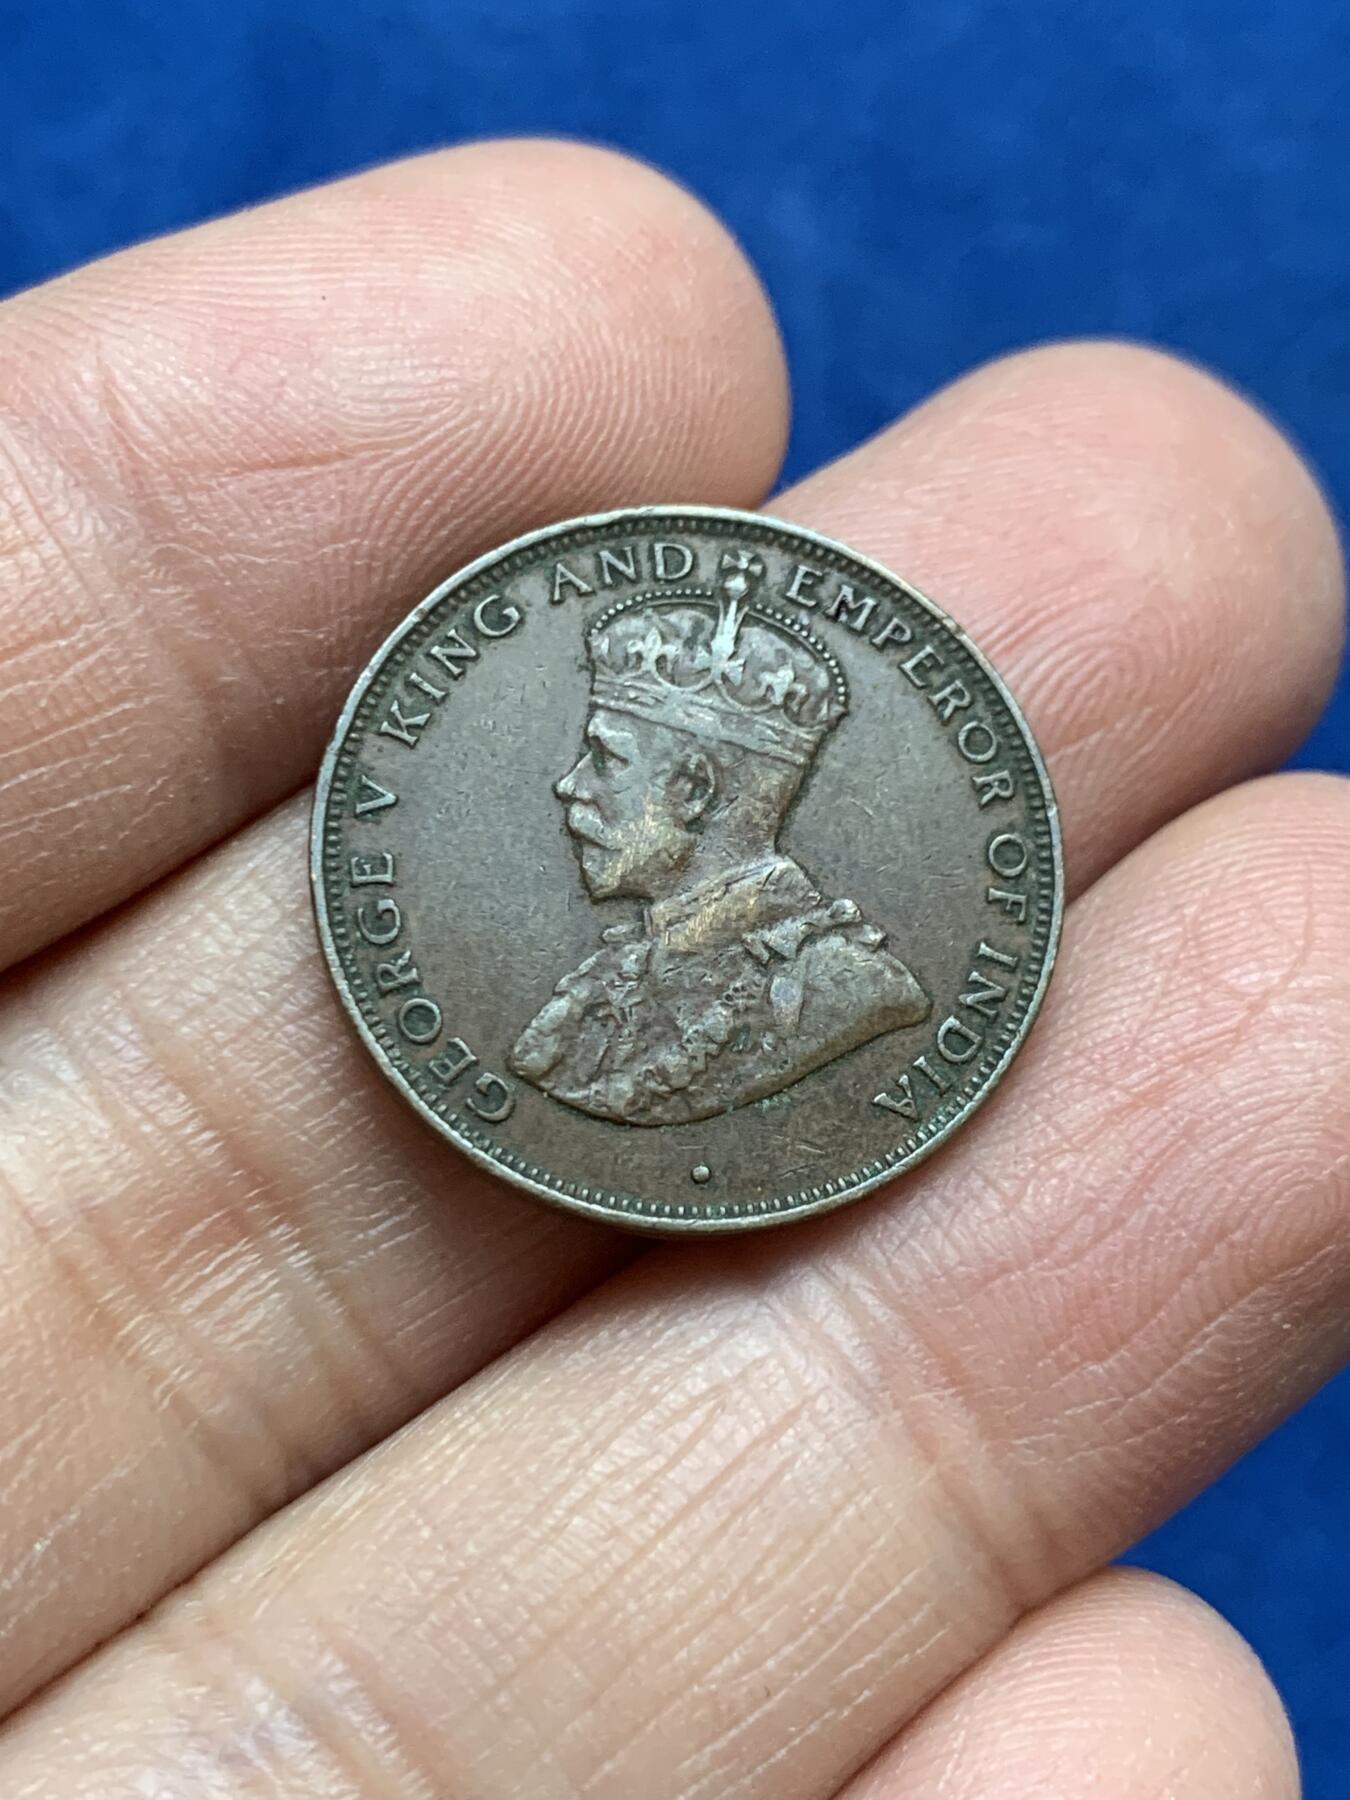 GEORGE V KING AND EMPEROR OF INDIA